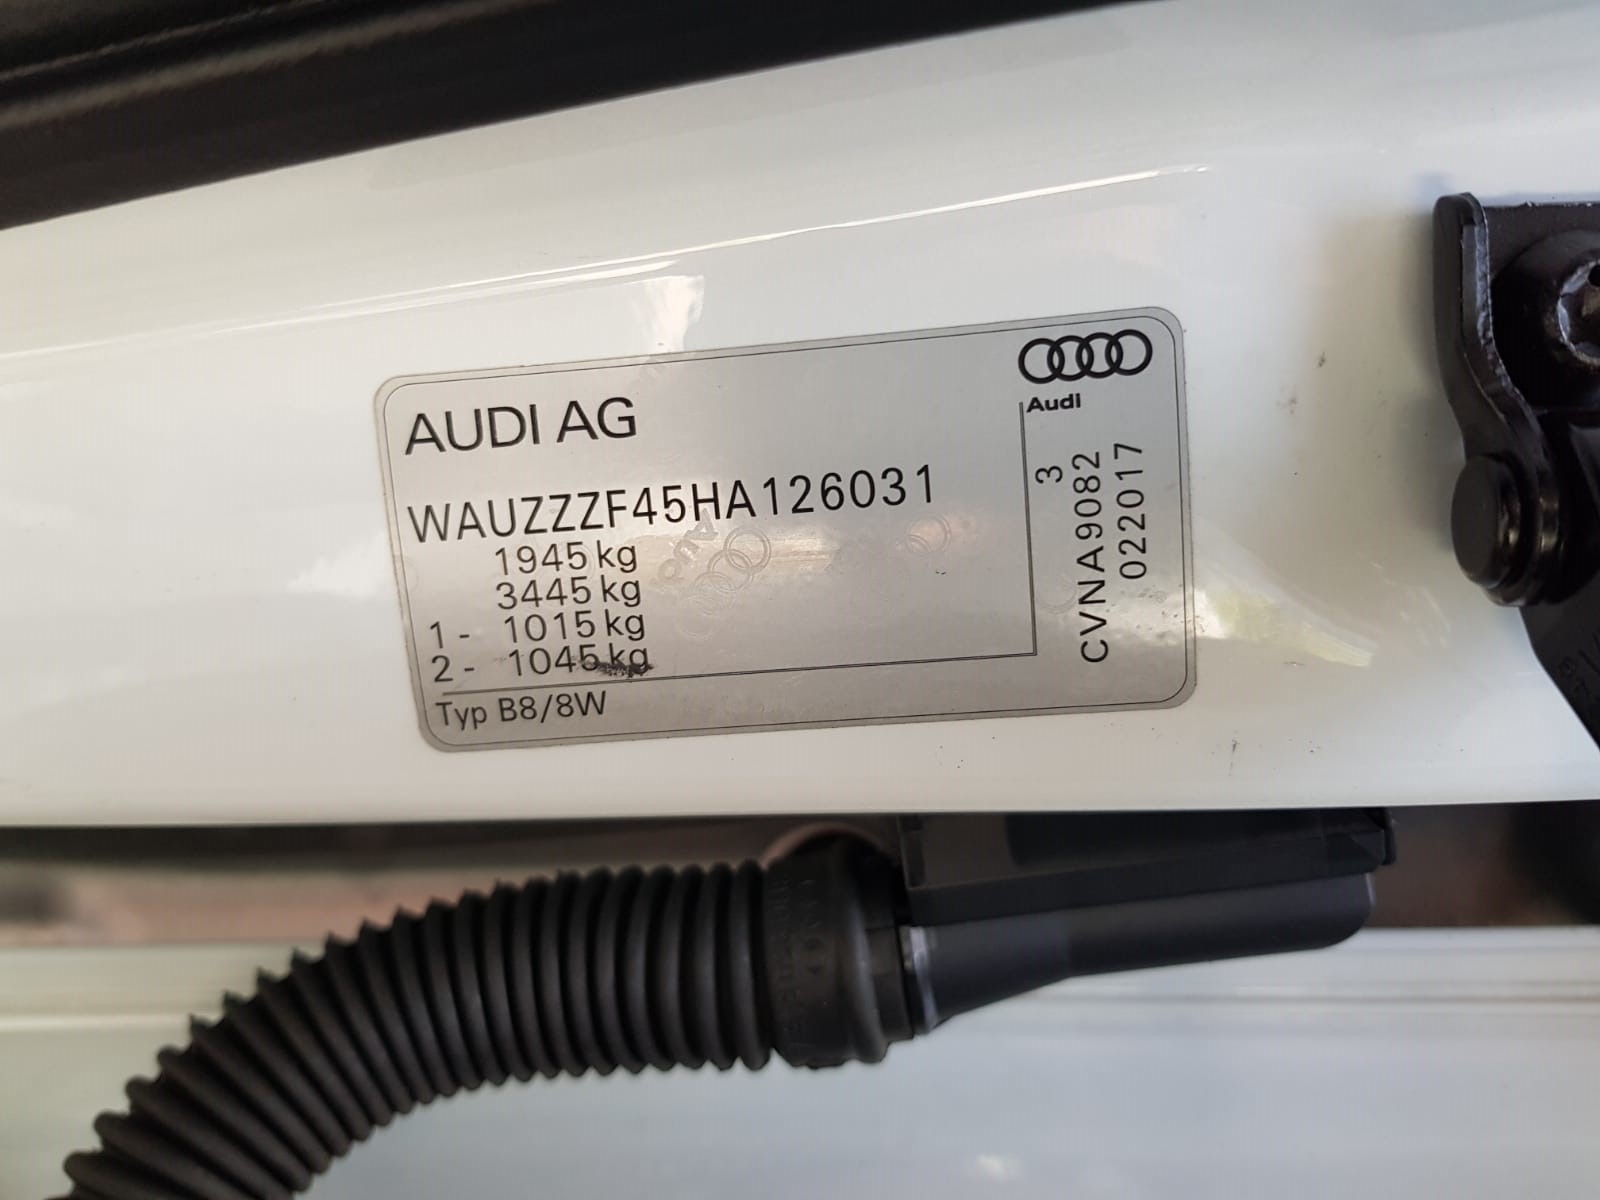 AUDI AG
Audi
WAUZZZF45HA126031
1945 kg
3445 kg
1- 1015 kg
2- 1045 kg
Typ B8/8W
3
CVNA9082
022017